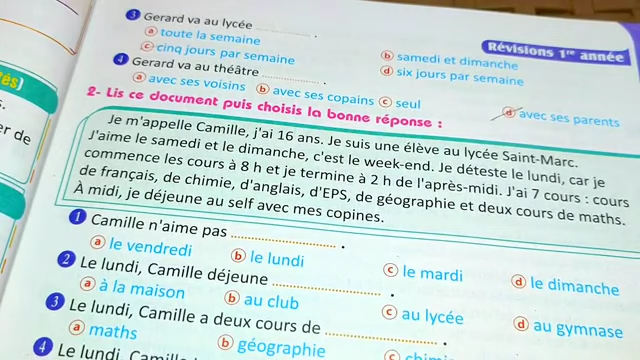 Révisions 1re année
3 Gerard va au lycée ............ .
a toute la semaine
b samedi et dimanche
c cinq jours par semaine
d six jours par semaine
4 Gerard va au théâtre ............ .
a avec ses voisins b avec ses copains c seul d avec ses parents
2- Lis ce document puis choisis la bonne réponse :
Je m'appelle Camille, j'ai 16 ans. Je suis une élève au lycée Saint-Marc.
J'aime le samedi et le dimanche, c'est le week-end. Je déteste le lundi, car je
commence les cours à 8 h et je termine à 2 h de l'après-midi. J'ai 7 cours : cours
de français, de chimie, d'anglais, d'EPS, de géographie et deux cours de maths.
À midi, je déjeune au self avec mes copines.
1 Camille n'aime pas ............ .
a le vendredi b le lundi c le mardi d le dimanche
2 Le lundi, Camille déjeune ............ .
a à la maison b au club c au lycée d au gymnase
3 Le lundi, Camille a deux cours de ............ .
a maths b géographie c chimie
4 Le lundi, Camille
er de